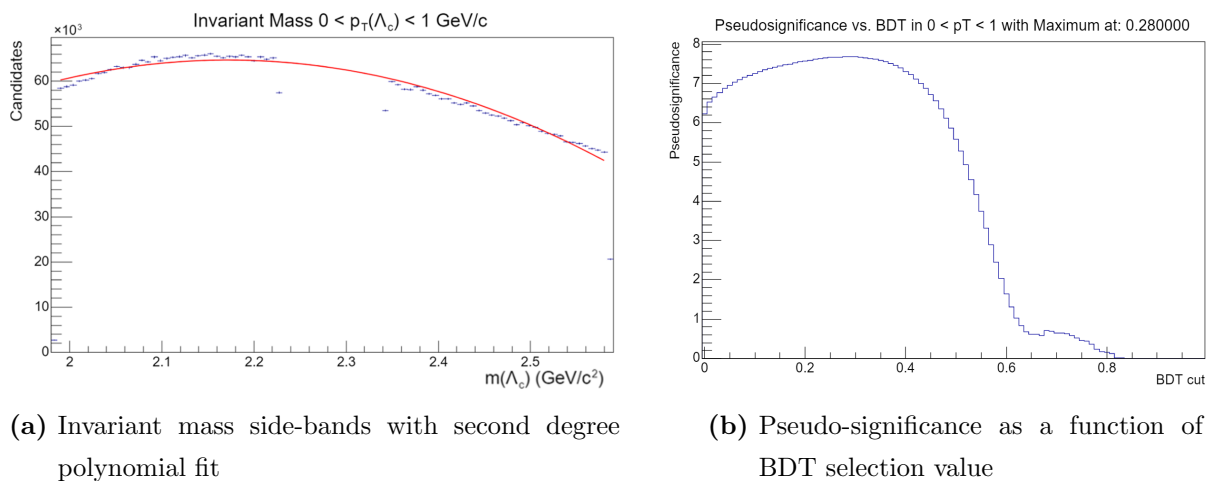 Invariant Mass 0 < p_T(Λ_c) < 1 GeV/c
×10³
Candidates
60
50
40
30
20
10
0
2 2.1 2.2 2.3 2.4 2.5
m(Λ_c) (GeV/c²)
(a) Invariant mass side-bands with second degree
polynomial fit
Pseudosignificance vs. BDT in 0 < pT < 1 with Maximum at: 0.280000
Pseudosignificance
8
7
6
5
4
3
2
1
0
0 0.2 0.4 0.6 0.8
BDT cut
(b) Pseudo-significance as a function of
BDT selection value